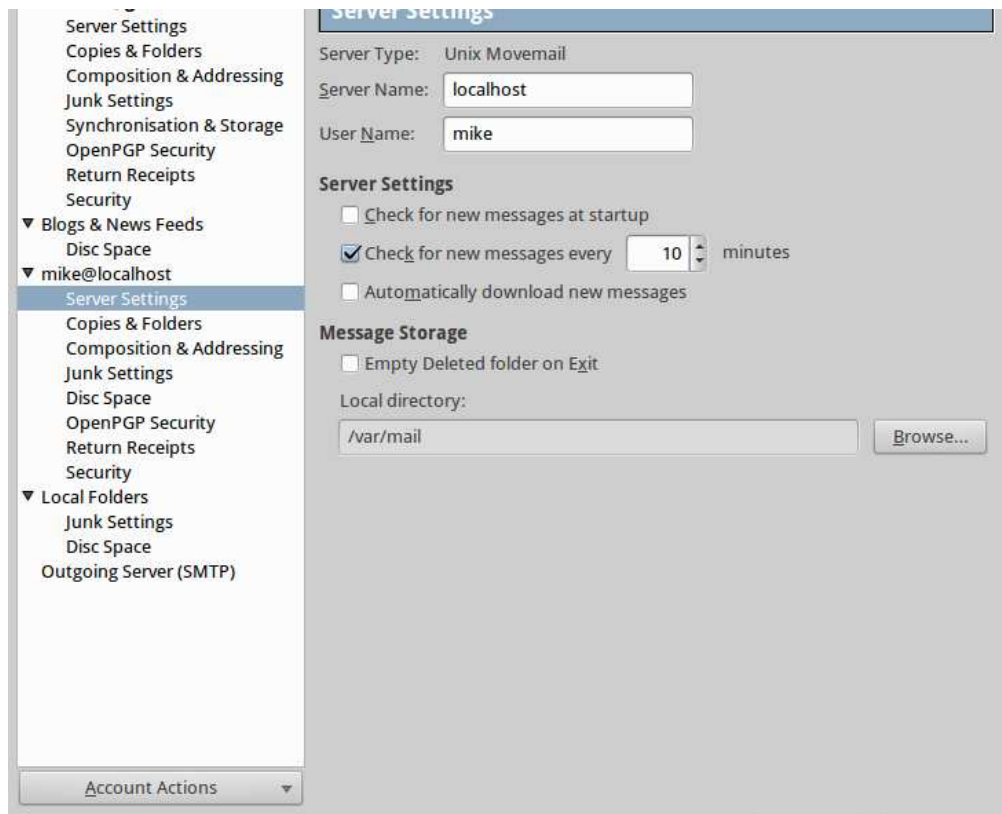 Server Settings
Copies & Folders
Composition & Addressing
Junk Settings
Synchronisation & Storage
OpenPGP Security
Return Receipts
Security
Blogs & News Feeds
Disc Space
mike@localhost
Server Settings
Copies & Folders
Composition & Addressing
Junk Settings
Disc Space
OpenPGP Security
Return Receipts
Security
Local Folders
Junk Settings
Disc Space
Outgoing Server (SMTP)
Account Actions
Server Settings
Server Type: Unix Movemail
Server Name: localhost
User Name: mike
Server Settings
Check for new messages at startup
Check for new messages every 10 minutes
Automatically download new messages
Message Storage
Empty Deleted folder on Exit
Local directory:
/var/mail Browse...